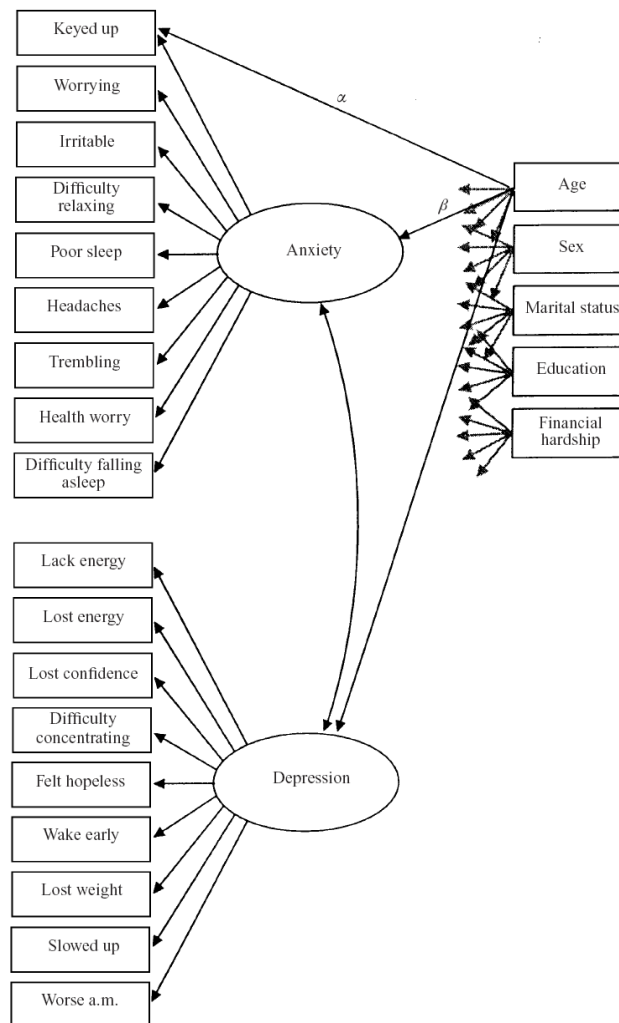 Keyed up
Worrying
Irritable
Difficulty
relaxing
Poor sleep
Headaches
Trembling
Health worry
Difficulty falling
asleep
α
β
Anxiety
Age
Sex
Marital status
Education
Financial
hardship
Lack energy
Lost energy
Lost confidence
Difficulty
concentrating
Felt hopeless
Wake early
Lost weight
Slowed up
Worse a.m.
Depression